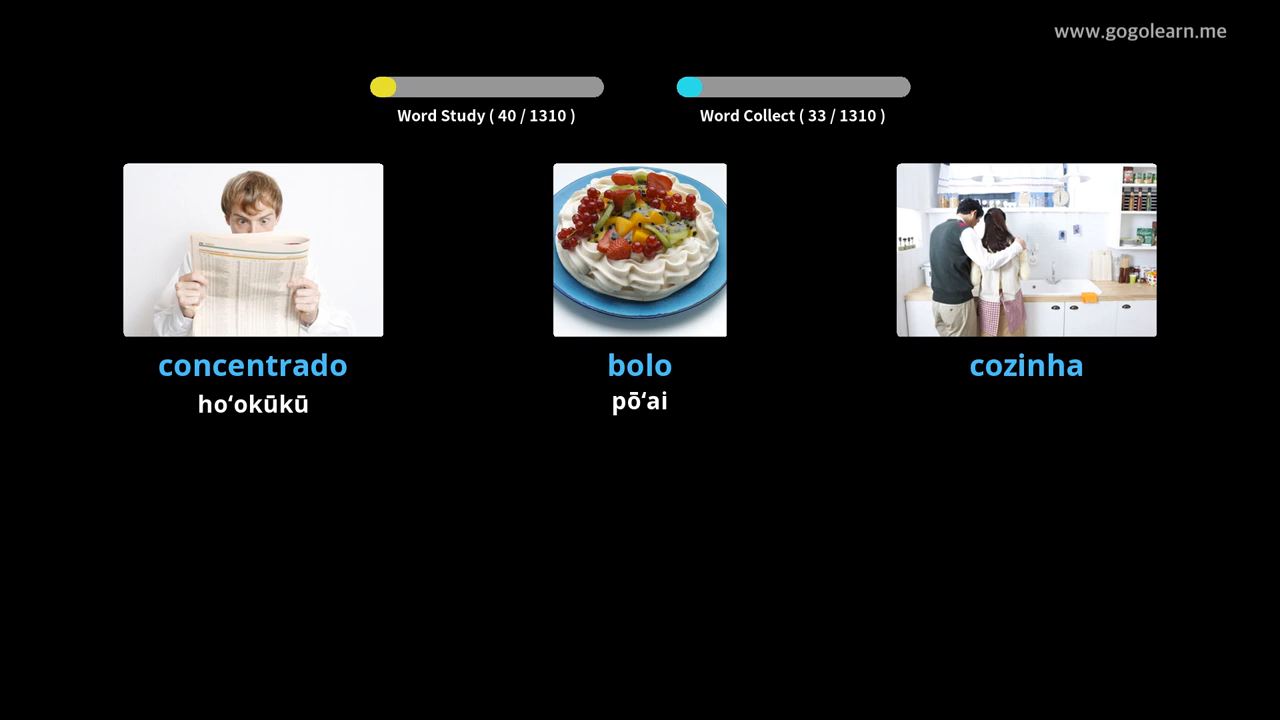 www.gogolearn.me
Word Study ( 40 / 1310 )
Word Collect ( 33 / 1310 )
concentrado
bolo
cozinha
hoʻokūkū
pōʻai